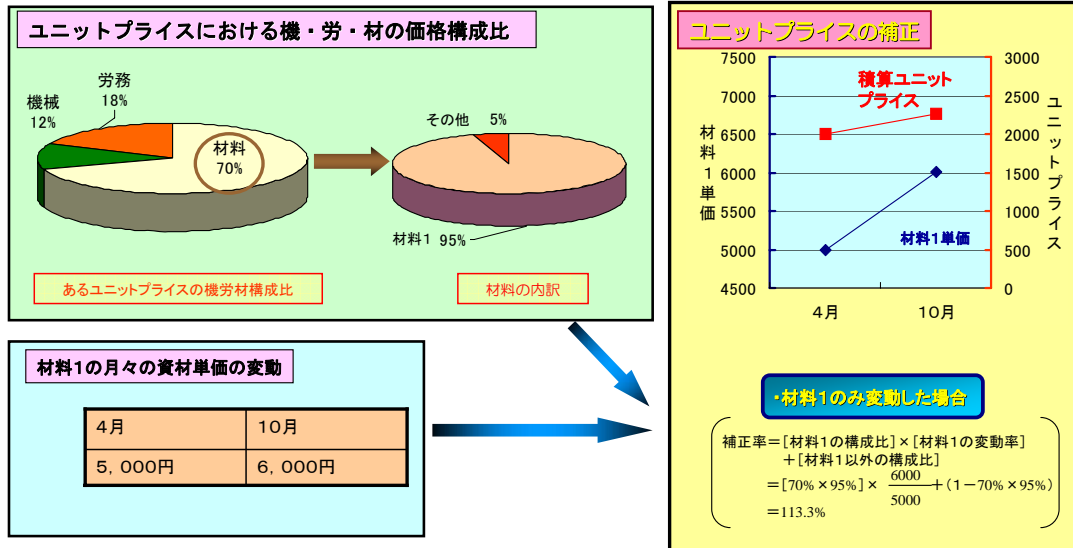 ユニットプライスにおける機・労・材の価格構成比
労務
18%
機械
12%
材料
70%
その他 5%
材料1 95%
あるユニットプライスの機労材構成比
材料の内訳
材料1の月々の資材単価の変動
4月 10月
5,000円 6,000円
ユニットプライスの補正
7500
7000
6500
6000
5500
5000
4500
材料1単価
3000
2500
2000
1500
1000
500
0
ユニットプライス
積算ユニット
プライス
材料1単価
4月 10月
・材料1のみ変動した場合
補正率=[材料1の構成比]×[材料1の変動率]
+[材料1以外の構成比]
=[70%×95%]× 6000/5000 +(1-70%×95%)
=113.3%